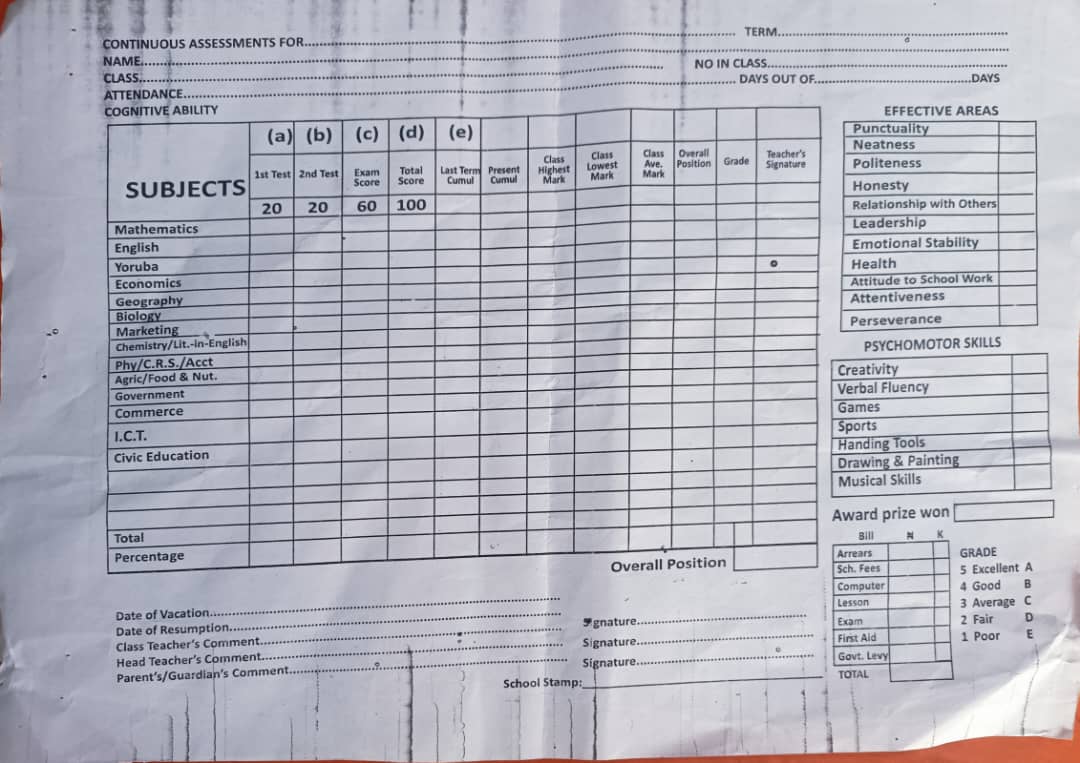 CONTINUOUS ASSESSMENTS FOR.................... TERM....................
NAME....................
CLASS.................... NO IN CLASS....................
ATTENDANCE.................... DAYS OUT OF....................DAYS
COGNITIVE ABILITY
SUBJECTS
(a) (b) (c) (d) (e)
1st Test 2nd Test Exam Score Total Score Last Term Cumul Present Cumul Class Highest Mark Class Lowest Mark Class Ave. Mark Overall Position Grade Teacher's Signature
20 20 60 100
Mathematics
English
Yoruba
Economics
Geography
Biology
Marketing
Chemistry/Lit.-in-English
Phy/C.R.S./Acct
Agric/Food & Nut.
Government
Commerce
I.C.T.
Civic Education
Total
Percentage
Overall Position
EFFECTIVE AREAS
Punctuality
Neatness
Politeness
Honesty
Relationship with Others
Leadership
Emotional Stability
Health
Attitude to School Work
Attentiveness
Perseverance
PSYCHOMOTOR SKILLS
Creativity
Verbal Fluency
Games
Sports
Handing Tools
Drawing & Painting
Musical Skills
Award prize won
Bill ₦ K
Arrears
Sch. Fees
Computer
Lesson
Exam
First Aid
Govt. Levy
TOTAL
GRADE
5 Excellent A
4 Good B
3 Average C
2 Fair D
1 Poor E
Date of Vacation....................
Date of Resumption....................
Class Teacher's Comment.................... gnature....................
Head Teacher's Comment.................... Signature....................
Parent's/Guardian's Comment.................... Signature....................
School Stamp: